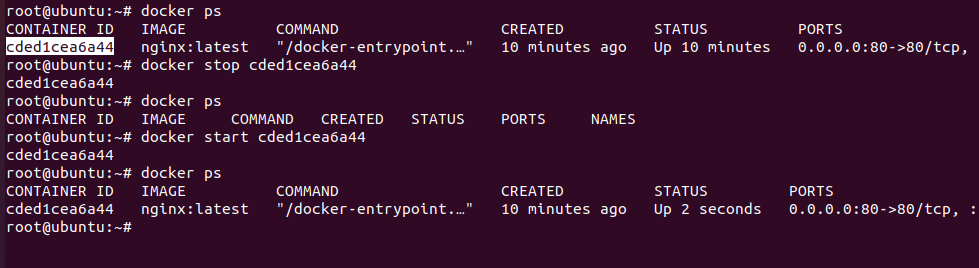 root@ubuntu:~# docker ps
CONTAINER ID   IMAGE          COMMAND                  CREATED          STATUS          PORTS
cded1cea6a44   nginx:latest   "/docker-entrypoint.…"   10 minutes ago   Up 10 minutes   0.0.0.0:80->80/tcp,
root@ubuntu:~# docker stop cded1cea6a44
cded1cea6a44
root@ubuntu:~# docker ps
CONTAINER ID   IMAGE     COMMAND   CREATED   STATUS    PORTS     NAMES
root@ubuntu:~# docker start cded1cea6a44
cded1cea6a44
root@ubuntu:~# docker ps
CONTAINER ID   IMAGE          COMMAND                  CREATED          STATUS         PORTS
cded1cea6a44   nginx:latest   "/docker-entrypoint.…"   10 minutes ago   Up 2 seconds   0.0.0.0:80->80/tcp, :
root@ubuntu:~#